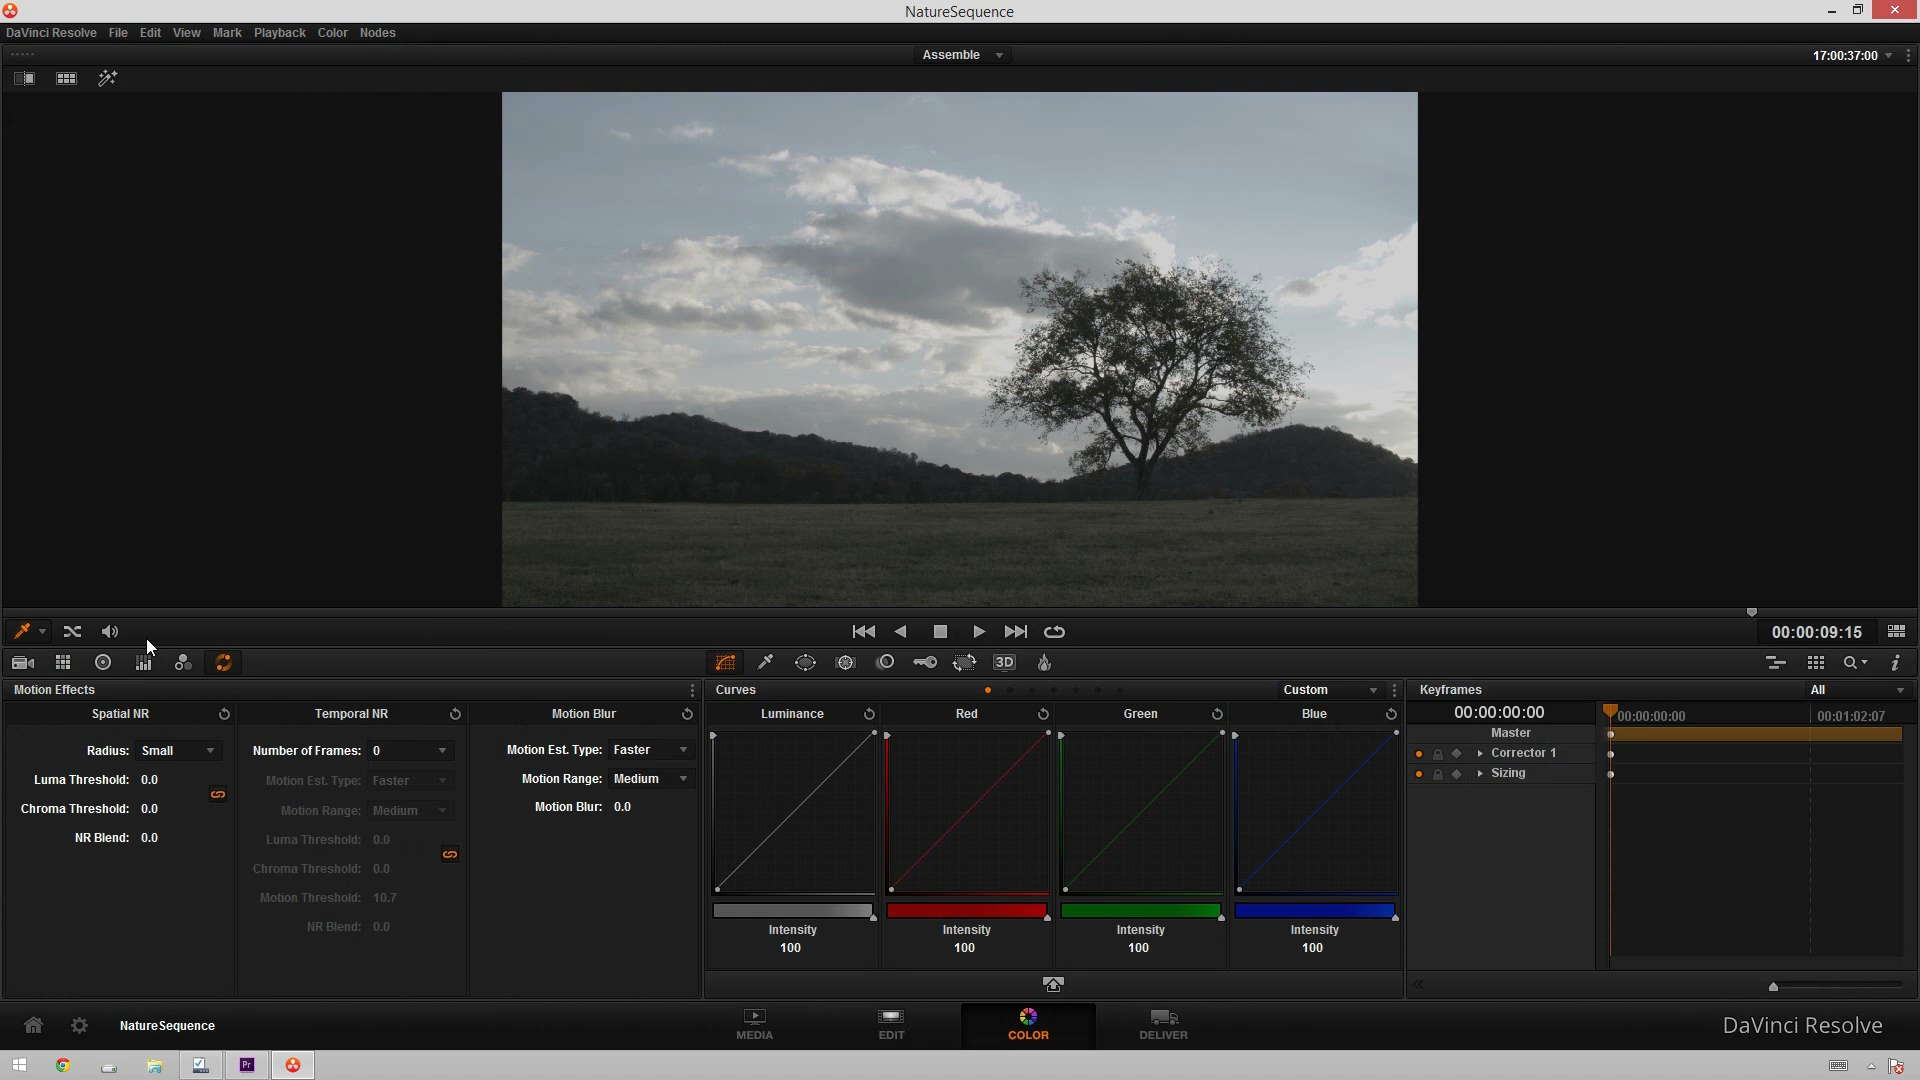 NatureSequence
DaVinci Resolve File Edit View Mark Playback Color Nodes
Assemble
17:00:37:00
00:00:09:15
3D
Motion Effects
Spatial NR
Radius: Small
Luma Threshold: 0.0
Chroma Threshold: 0.0
NR Blend: 0.0
Temporal NR
Number of Frames: 0
Motion Est. Type: Faster
Motion Range: Medium
Luma Threshold: 0.0
Chroma Threshold: 0.0
Motion Threshold: 10.7
NR Blend: 0.0
Motion Blur
Motion Est. Type: Faster
Motion Range: Medium
Motion Blur: 0.0
Curves
Custom
Luminance
Red
Green
Blue
Intensity
100
Intensity
100
Intensity
100
Intensity
100
Keyframes
All
00:00:00:00
00:00:00:00
00:01:02:07
Master
Corrector 1
Sizing
NatureSequence
MEDIA
EDIT
COLOR
DELIVER
DaVinci Resolve
Pr